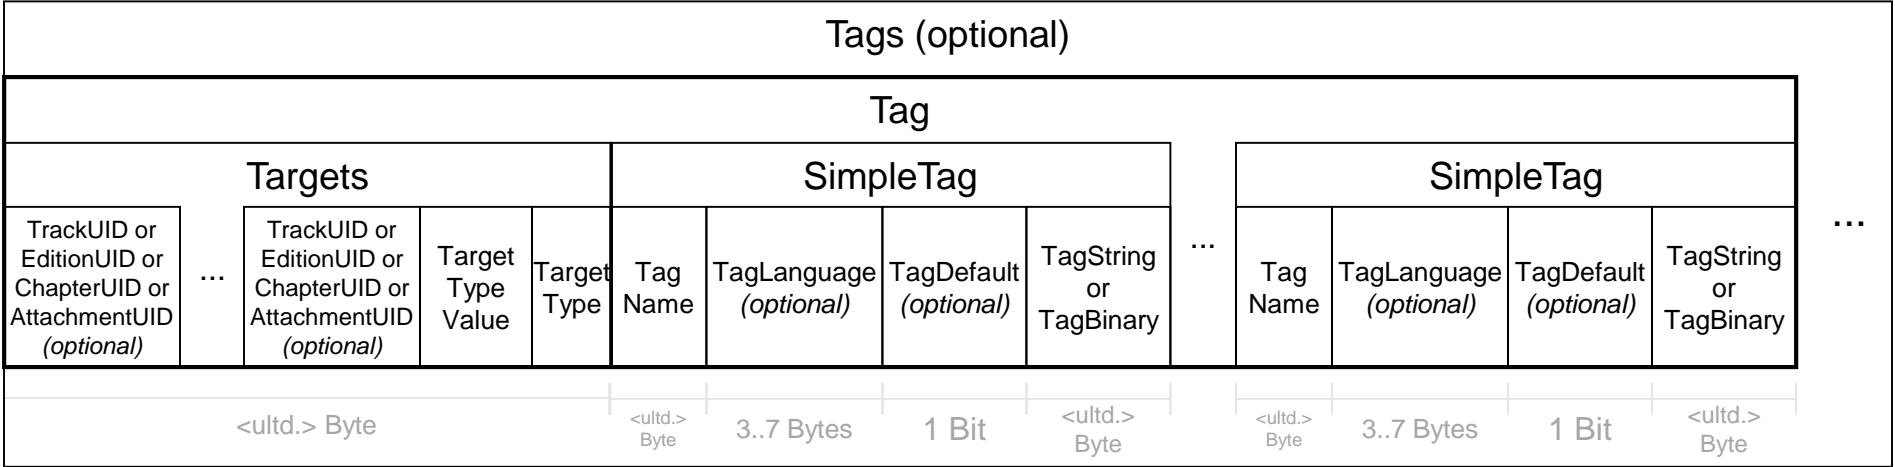 Tags (optional)
Tag
Targets
SimpleTag
SimpleTag
TrackUID or
EditionUID or
ChapterUID or
AttachmentUID
(optional)
...
TrackUID or
EditionUID or
ChapterUID or
AttachmentUID
(optional)
Target
Type
Value
Target
Type
Tag
Name
TagLanguage
(optional)
TagDefault
(optional)
TagString
or
TagBinary
...
Tag
Name
TagLanguage
(optional)
TagDefault
(optional)
TagString
or
TagBinary
...
<ultd.> Byte
<ultd.>
Byte
3..7 Bytes
1 Bit
<ultd.>
Byte
<ultd.>
Byte
3..7 Bytes
1 Bit
<ultd.>
Byte